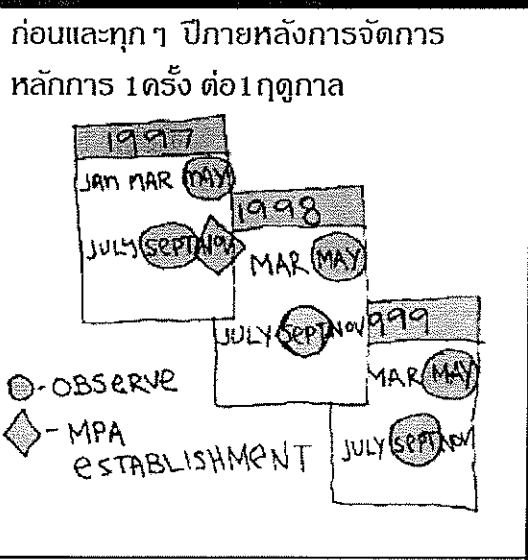 ก่อนและทุก ๆ ปีภายหลังการจัดการ
หลักการ 1ครั้ง ต่อ1ฤดูกาล
1997
JAN MAR MAY
JULY SEPT NOV
1998
MAR MAY
JULY SEPT NOV
999
MAR MAY
JULY SEPT NOV
- OBSERVE
- MPA
ESTABLISHMENT